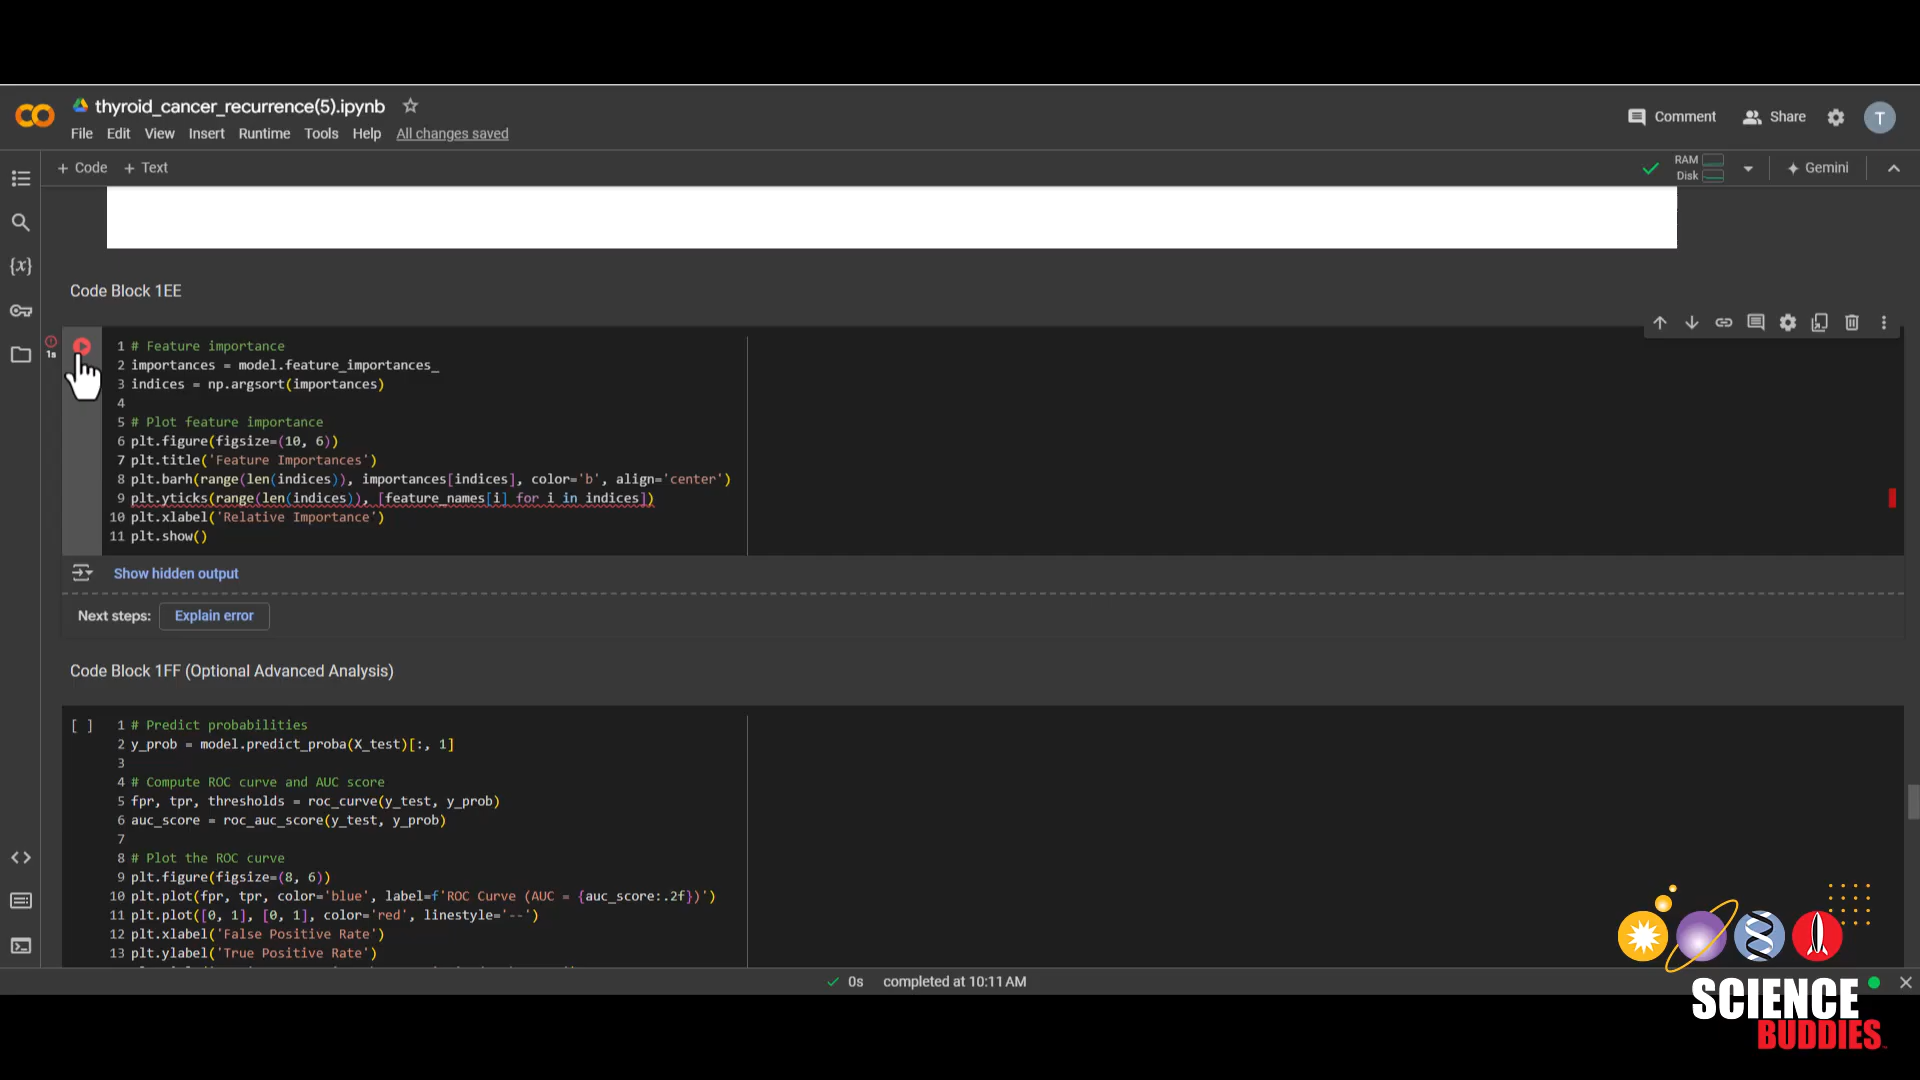 thyroid_cancer_recurrence(5).ipynb
Comment
Share
T
File Edit View Insert Runtime Tools Help All changes saved
+ Code + Text
RAM
Disk
Gemini
{x}
Code Block 1EE
1s
1 # Feature importance
2 importances = model.feature_importances_
3 indices = np.argsort(importances)
4
5 # Plot feature importance
6 plt.figure(figsize=(10, 6))
7 plt.title('Feature Importances')
8 plt.barh(range(len(indices)), importances[indices], color='b', align='center')
9 plt.yticks(range(len(indices)), [feature_names[i] for i in indices])
10 plt.xlabel('Relative Importance')
11 plt.show()
Show hidden output
Next steps: Explain error
Code Block 1FF (Optional Advanced Analysis)
[ ]
1 # Predict probabilities
2 y_prob = model.predict_proba(X_test)[:, 1]
3
4 # Compute ROC curve and AUC score
5 fpr, tpr, thresholds = roc_curve(y_test, y_prob)
6 auc_score = roc_auc_score(y_test, y_prob)
7
8 # Plot the ROC curve
9 plt.figure(figsize=(8, 6))
10 plt.plot(fpr, tpr, color='blue', label=f'ROC Curve (AUC = {auc_score:.2f})')
11 plt.plot([0, 1], [0, 1], color='red', linestyle='--')
12 plt.xlabel('False Positive Rate')
13 plt.ylabel('True Positive Rate')
0s completed at 10:11 AM
SCIENCE
BUDDIES